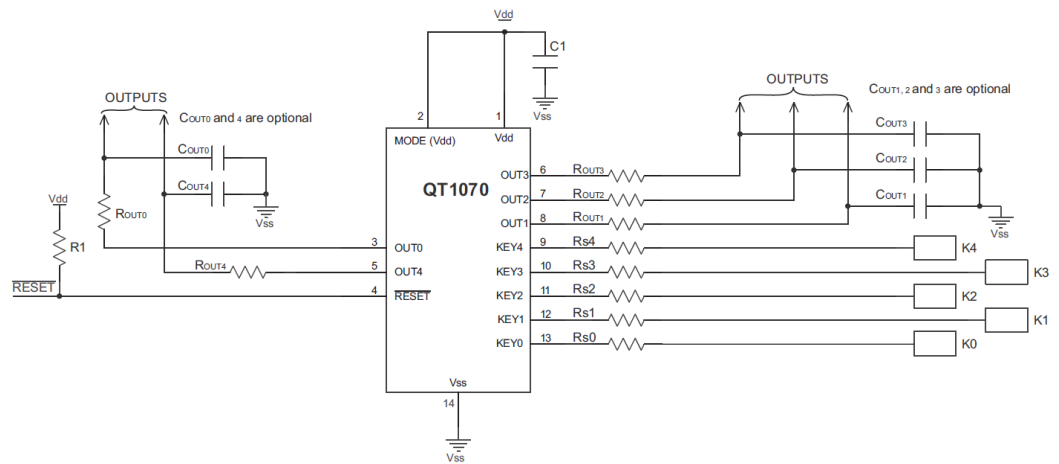 Vdd
C1
Vss
OUTPUTS
COUT0 and 4 are optional
COUT0
COUT4
Vss
Vdd
ROUT0
R1
ROUT4
RESET
2
1
MODE (Vdd)
Vdd
QT1070
3
OUT0
5
OUT4
4
RESET
OUT3
6
ROUT3
OUT2
7
ROUT2
OUT1
8
ROUT1
KEY4
9
Rs4
K4
KEY3
10
Rs3
K3
KEY2
11
Rs2
K2
KEY1
12
Rs1
K1
KEY0
13
Rs0
K0
OUTPUTS
COUT1, 2 and 3 are optional
COUT3
COUT2
COUT1
Vss
Vss
14
Vss